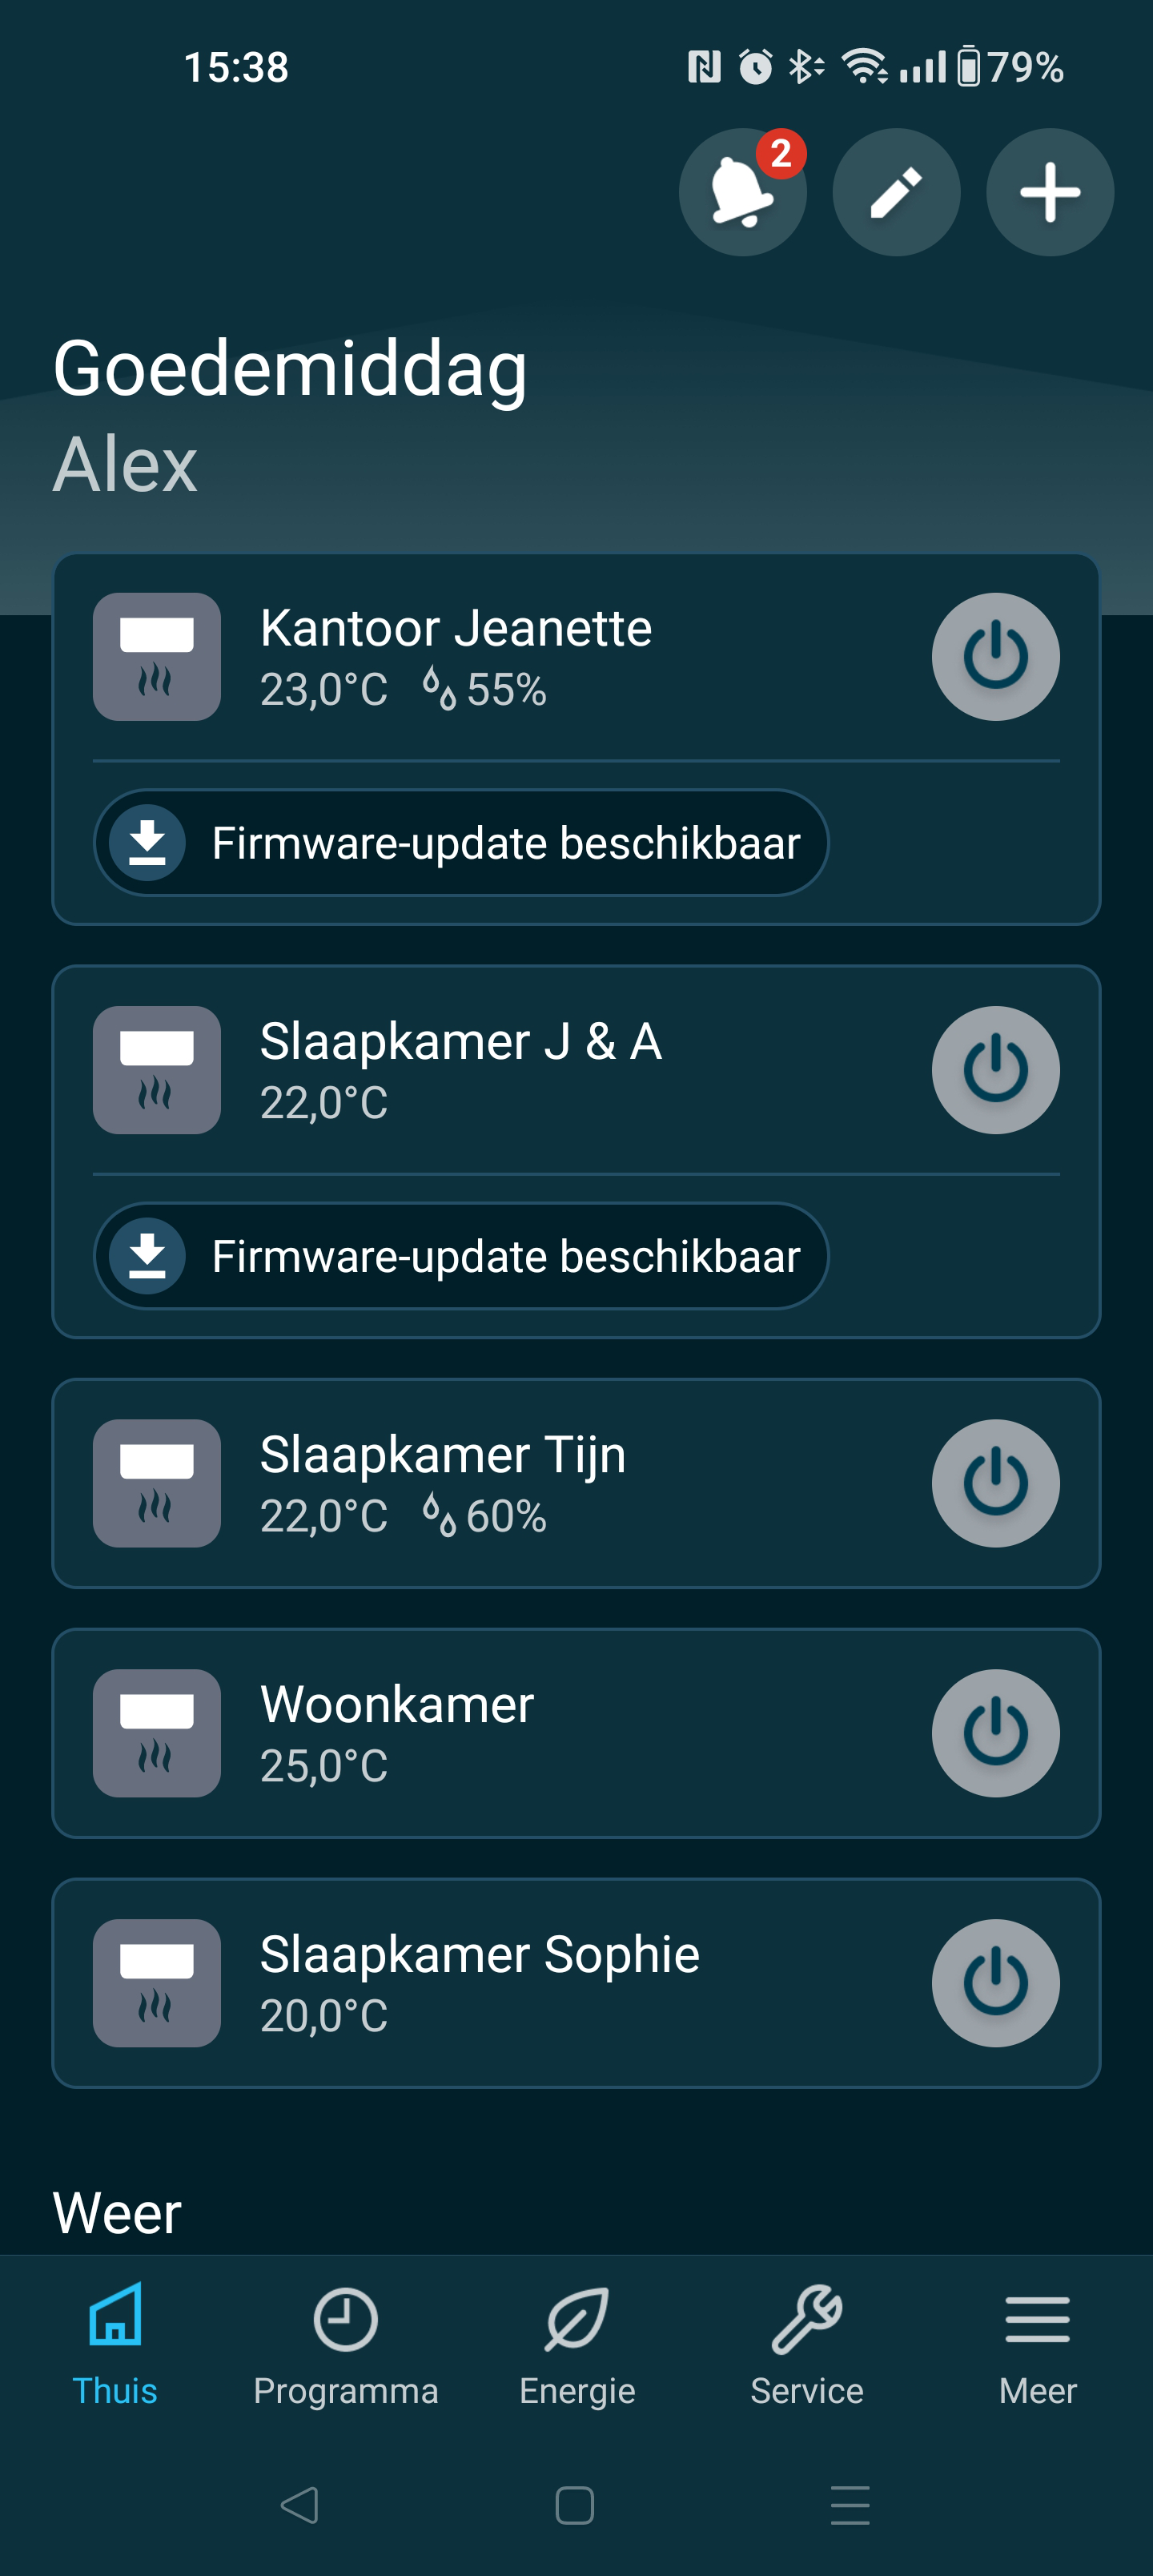 15:38
79%
2
Goedemiddag
Alex
Kantoor Jeanette
23,0°C 55%
Firmware-update beschikbaar
Slaapkamer J & A
22,0°C
Firmware-update beschikbaar
Slaapkamer Tijn
22,0°C 60%
Woonkamer
25,0°C
Slaapkamer Sophie
20,0°C
Weer
Thuis Programma Energie Service Meer